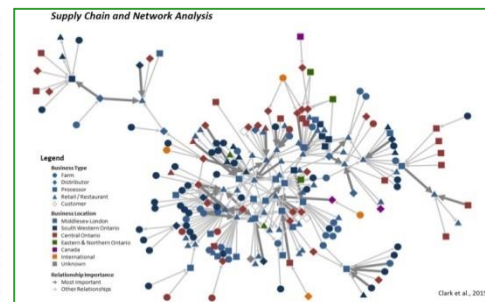 Supply Chain and Network Analysis
Legend
Business Type
Farm
Distributor
Processor
Retail / Restaurant
Customer
Business Location
Middlesex-London
South Western Ontario
Central Ontario
Eastern & Northern Ontario
Canada
International
Unknown
Relationship Importance
Most Important
Other Relationships
Clark et al., 2015